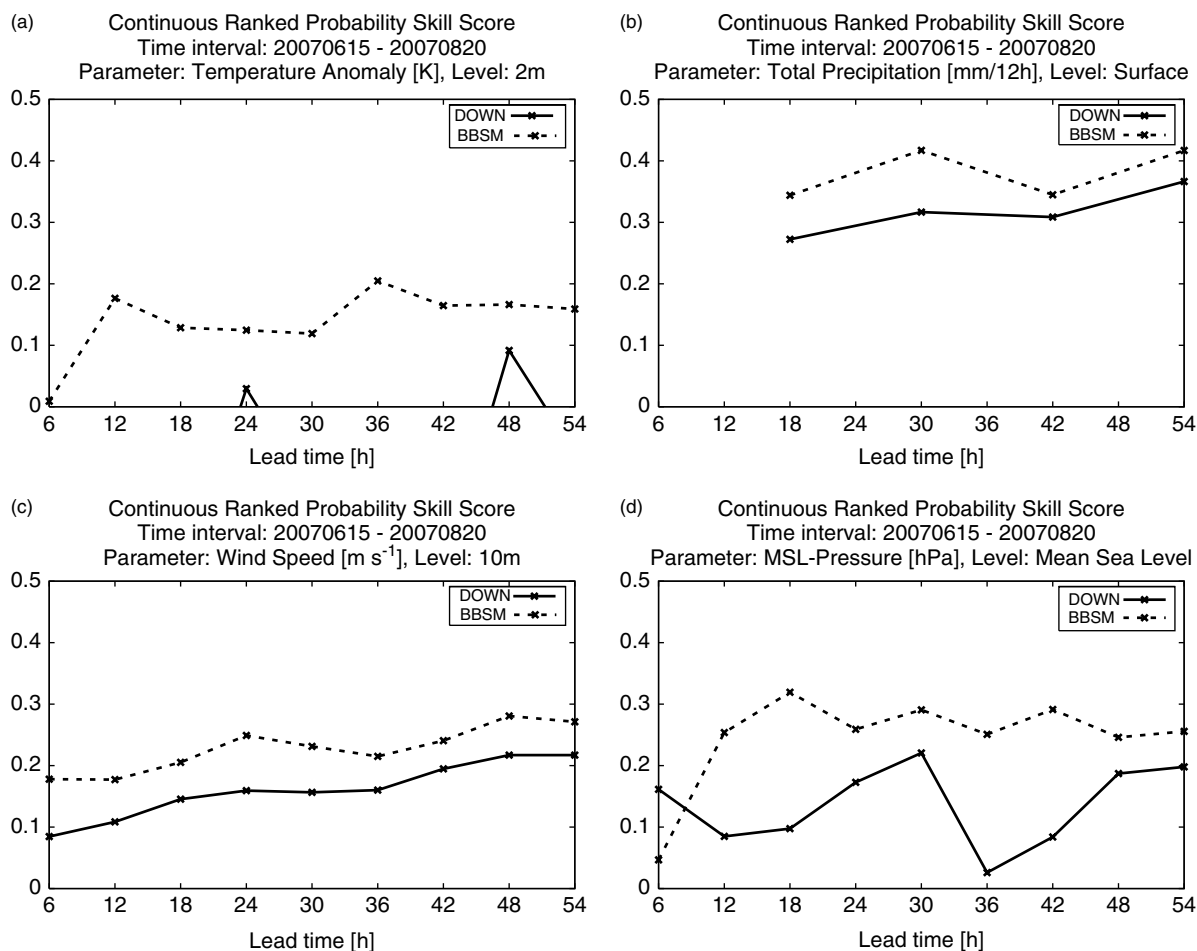 (a)
Continuous Ranked Probability Skill Score
Time interval: 20070615 - 20070820
Parameter: Temperature Anomaly [K], Level: 2m
0.5
0.4
0.3
0.2
0.1
0
DOWN
BBSM
6 12 18 24 30 36 42 48 54
Lead time [h]
(b)
Continuous Ranked Probability Skill Score
Time interval: 20070615 - 20070820
Parameter: Total Precipitation [mm/12h], Level: Surface
0.5
0.4
0.3
0.2
0.1
0
DOWN
BBSM
6 12 18 24 30 36 42 48 54
Lead time [h]
(c)
Continuous Ranked Probability Skill Score
Time interval: 20070615 - 20070820
Parameter: Wind Speed [m s⁻¹], Level: 10m
0.5
0.4
0.3
0.2
0.1
0
DOWN
BBSM
6 12 18 24 30 36 42 48 54
Lead time [h]
(d)
Continuous Ranked Probability Skill Score
Time interval: 20070615 - 20070820
Parameter: MSL-Pressure [hPa], Level: Mean Sea Level
0.5
0.4
0.3
0.2
0.1
0
DOWN
BBSM
6 12 18 24 30 36 42 48 54
Lead time [h]